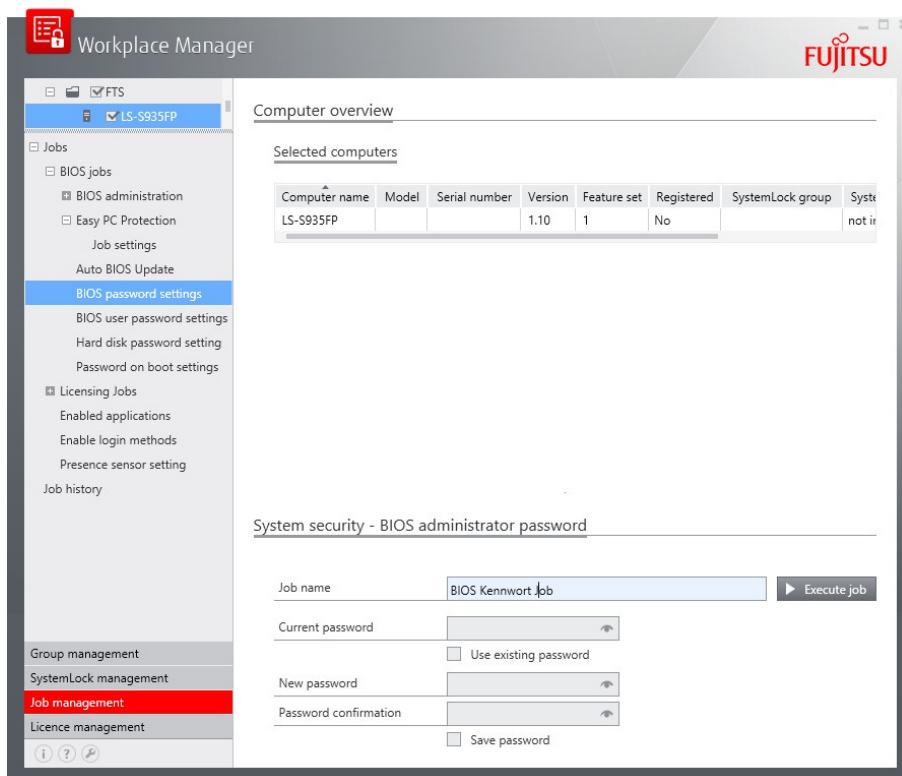 Workplace Manager
FUJITSU
FTS
LS-S935FP
Jobs
BIOS jobs
BIOS administration
Easy PC Protection
Job settings
Auto BIOS Update
BIOS password settings
BIOS user password settings
Hard disk password setting
Password on boot settings
Licensing Jobs
Enabled applications
Enable login methods
Presence sensor setting
Job history
Group management
SystemLock management
Job management
Licence management
Computer overview
Selected computers
Computer name Model Serial number Version Feature set Registered SystemLock group Syste
LS-S935FP 1.10 1 No not ir
System security - BIOS administrator password
Job name BIOS Kennwort Job Execute job
Current password
Use existing password
New password
Password confirmation
Save password